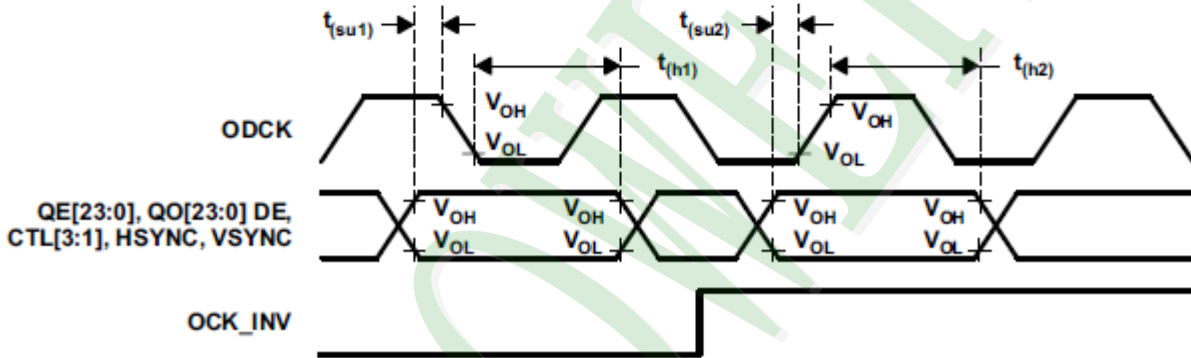 t(su1)
t(su2)
t(h1)
t(h2)
ODCK
VOH
VOL
VOH
VOL
QE[23:0], QO[23:0] DE,
CTL[3:1], HSYNC, VSYNC
VOH
VOL
VOH
VOL
VOH
VOL
VOH
VOL
OCK_INV